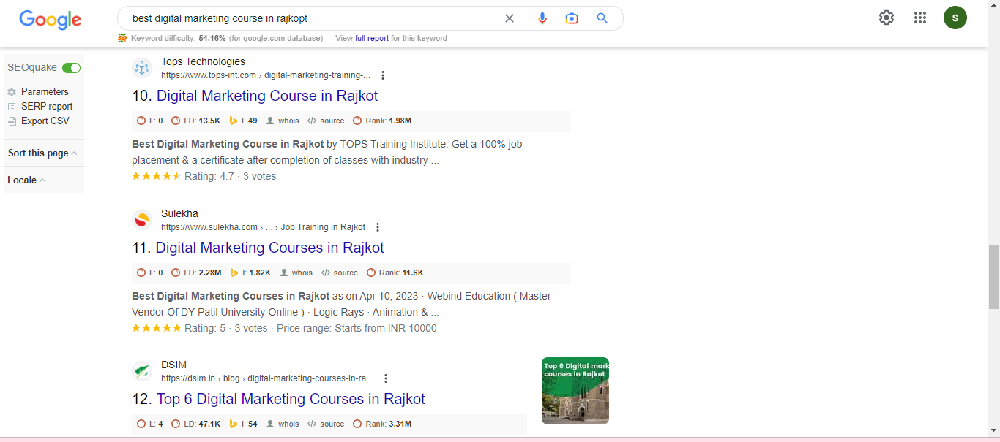 Google
best digital marketing course in rajkopt
S
Keyword difficulty: 54.16% (for google.com database) — View full report for this keyword
SEOquake
Parameters
SERP report
Export CSV
Sort this page
Locale
Tops Technologies
https://www.tops-int.com › digital-marketing-training-...
10. Digital Marketing Course in Rajkot
L: 0 LD: 13.5K I: 49 whois </> source Rank: 1.98M
Best Digital Marketing Course in Rajkot by TOPS Training Institute. Get a 100% job
placement & a certificate after completion of classes with industry ...
Rating: 4.7 · 3 votes
Sulekha
https://www.sulekha.com › ... › Job Training in Rajkot
11. Digital Marketing Courses in Rajkot
L: 0 LD: 2.28M I: 1.82K whois </> source Rank: 11.6K
Best Digital Marketing Courses in Rajkot as on Apr 10, 2023 · Webind Education ( Master
Vendor Of DY Patil University Online ) · Logic Rays · Animation & ...
Rating: 5 · 3 votes · Price range: Starts from INR 10000
DSIM
https://dsim.in › blog › digital-marketing-courses-in-ra...
12. Top 6 Digital Marketing Courses in Rajkot
L: 4 LD: 47.1K I: 54 whois </> source Rank: 3.31M
Top 6 Digital mark
courses in Rajkot